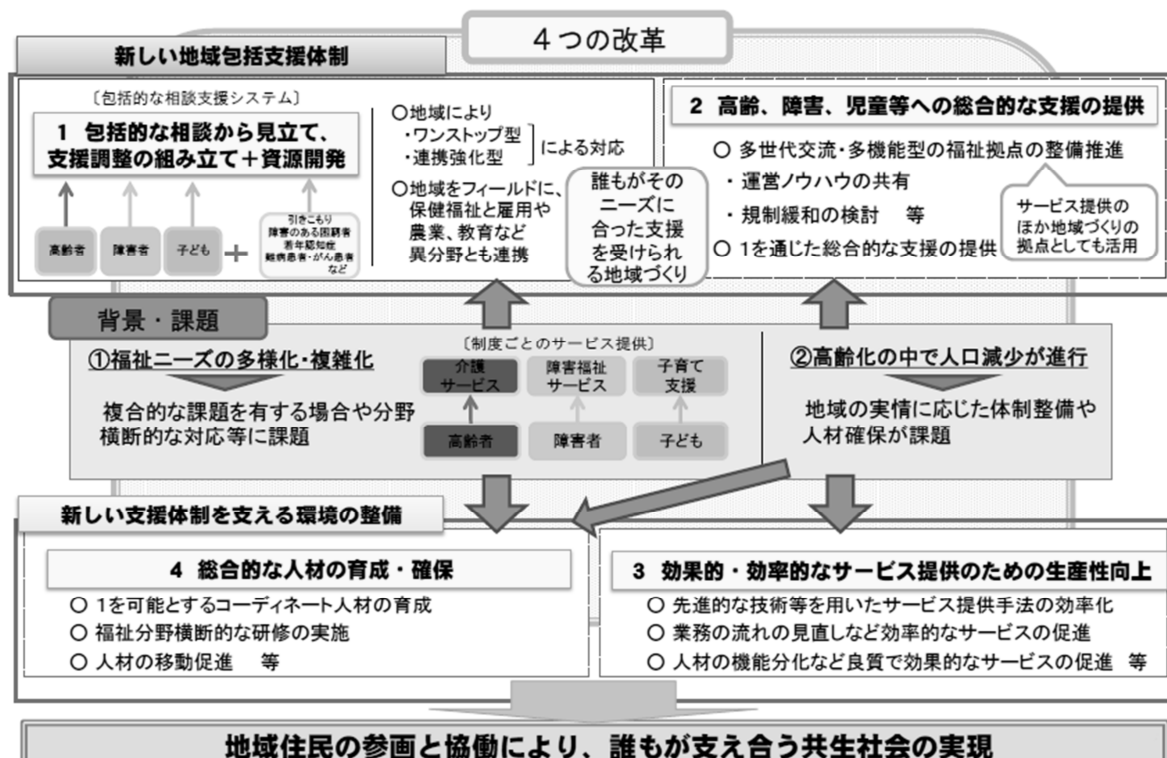 4つの改革
新しい地域包括支援体制
〔包括的な相談支援システム〕
1 包括的な相談から見立て、
支援調整の組み立て+資源開発
高齢者
障害者
子ども
+
引きこもり
障害のある困窮者
若年認知症
難病患者・がん患者
など
○地域により
・ワンストップ型
・連携強化型
による対応
○地域をフィールドに、
保健福祉と雇用や
農業、教育など
異分野とも連携
誰もがその
ニーズに
合った支援
を受けられ
る地域づくり
2 高齢、障害、児童等への総合的な支援の提供
○ 多世代交流・多機能型の福祉拠点の整備推進
・運営ノウハウの共有
・規制緩和の検討 等
○ 1を通じた総合的な支援の提供
サービス提供の
ほか地域づくりの
拠点としても活用
背景・課題
①福祉ニーズの多様化・複雑化
複合的な課題を有する場合や分野
横断的な対応等に課題
〔制度ごとのサービス提供〕
介護
サービス
障害福祉
サービス
子育て
支援
高齢者
障害者
子ども
②高齢化の中で人口減少が進行
地域の実情に応じた体制整備や
人材確保が課題
新しい支援体制を支える環境の整備
4 総合的な人材の育成・確保
○ 1を可能とするコーディネート人材の育成
○ 福祉分野横断的な研修の実施
○ 人材の移動促進 等
3 効果的・効率的なサービス提供のための生産性向上
○ 先進的な技術等を用いたサービス提供手法の効率化
○ 業務の流れの見直しなど効率的なサービスの促進
○ 人材の機能分化など良質で効果的なサービスの促進 等
地域住民の参画と協働により、誰もが支え合う共生社会の実現